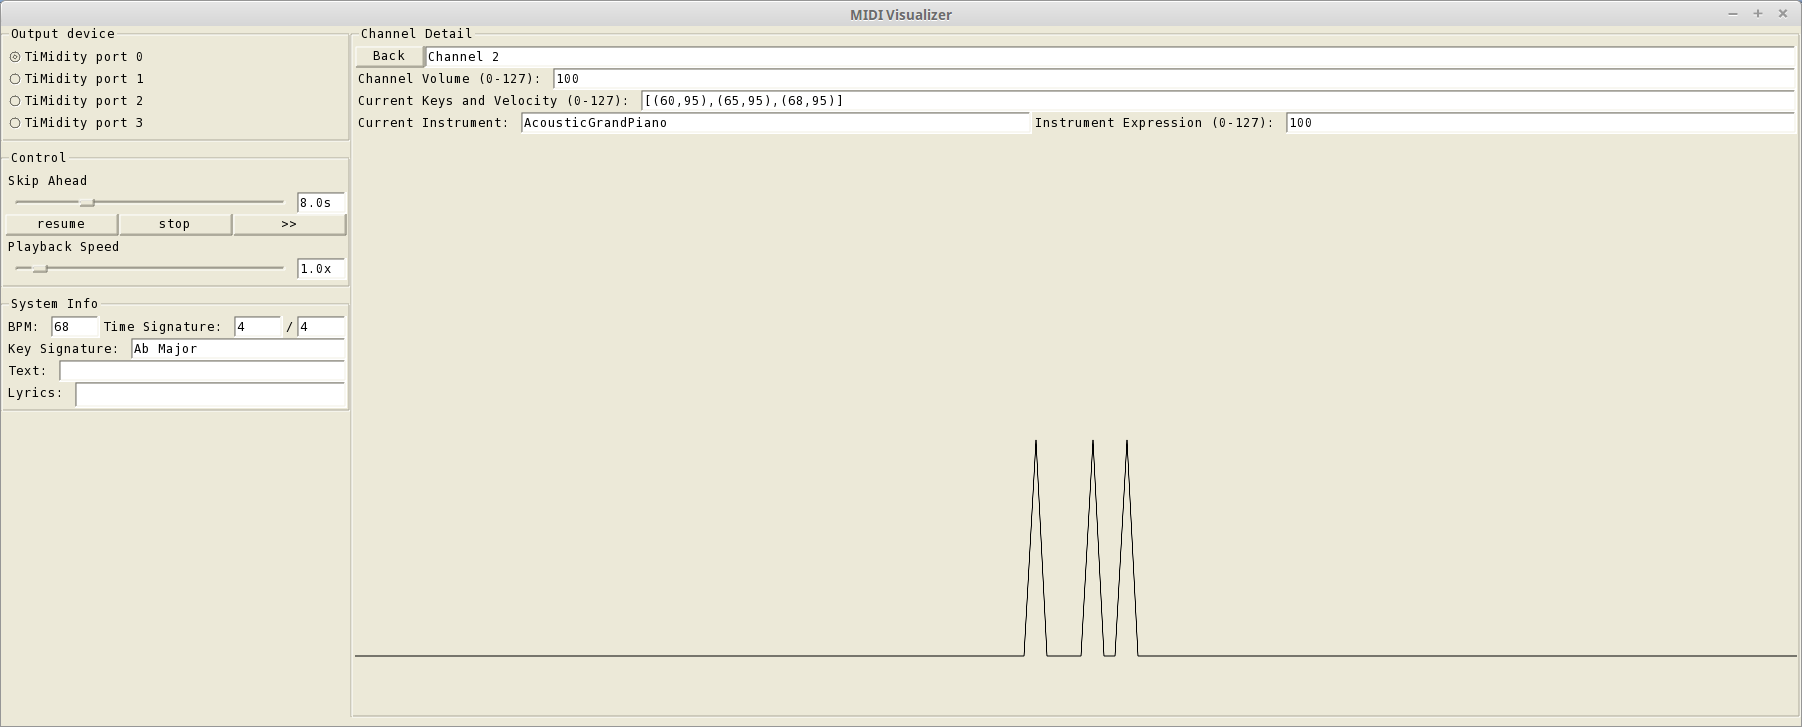 MIDI Visualizer
Output device
TiMidity port 0
TiMidity port 1
TiMidity port 2
TiMidity port 3
Control
Skip Ahead
8.0s
resume stop >>
Playback Speed
1.0x
System Info
BPM: 68 Time Signature: 4 / 4
Key Signature: Ab Major
Text:
Lyrics:
Channel Detail
Back Channel 2
Channel Volume (0-127): 100
Current Keys and Velocity (0-127): [(60,95),(65,95),(68,95)]
Current Instrument: AcousticGrandPiano Instrument Expression (0-127): 100